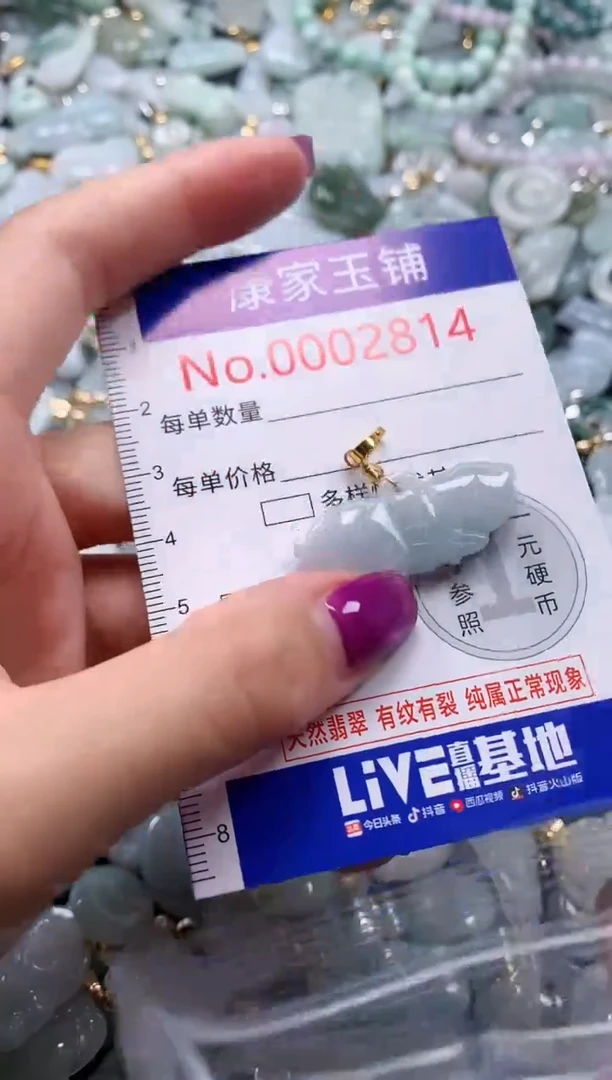 康家玉铺
No.0002814
2
每单数量
3
每单价格
多样
4
一元硬币
1
参照
5
天然翡翠 有纹有裂 纯属正常现象
LiVE直播基地
今日头条 抖音 西瓜视频 抖音火山版
8